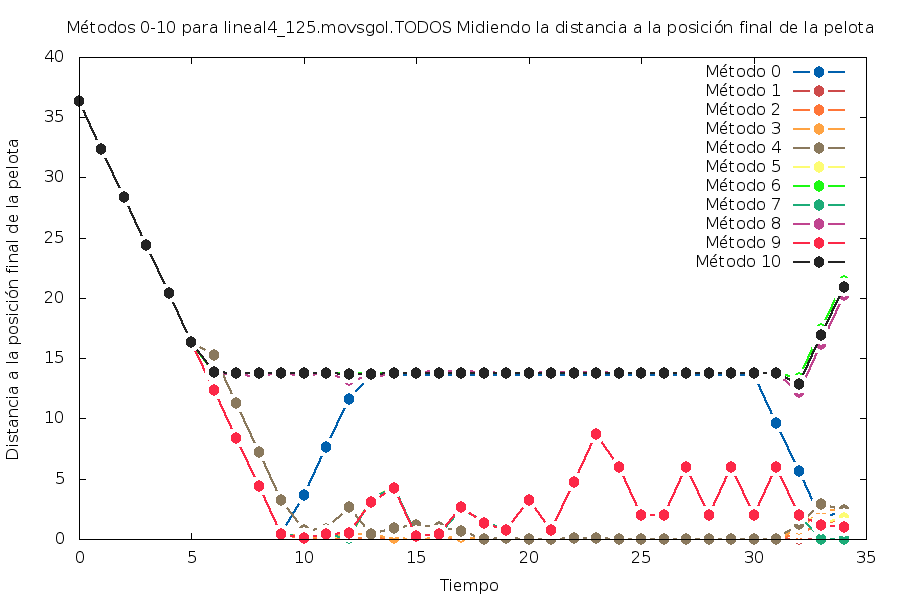 Métodos 0-10 para lineal4_125.movsgol.TODOS Midiendo la distancia a la posición final de la pelota
Distancia a la posición final de la pelota
40
35
30
25
20
15
10
5
0
Método 0
Método 1
Método 2
Método 3
Método 4
Método 5
Método 6
Método 7
Método 8
Método 9
Método 10
0 5 10 15 20 25 30 35
Tiempo